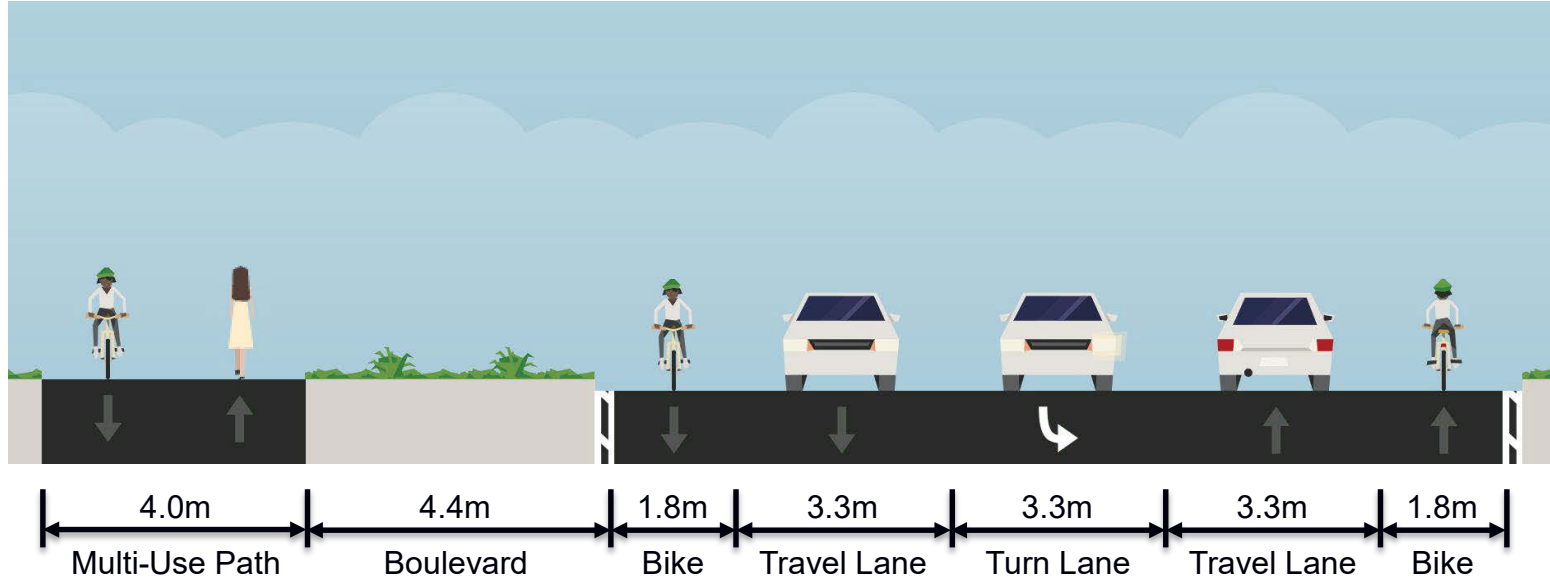 4.0m 4.4m 1.8m 3.3m 3.3m 3.3m 1.8m
Multi-Use Path Boulevard Bike Travel Lane Turn Lane Travel Lane Bike